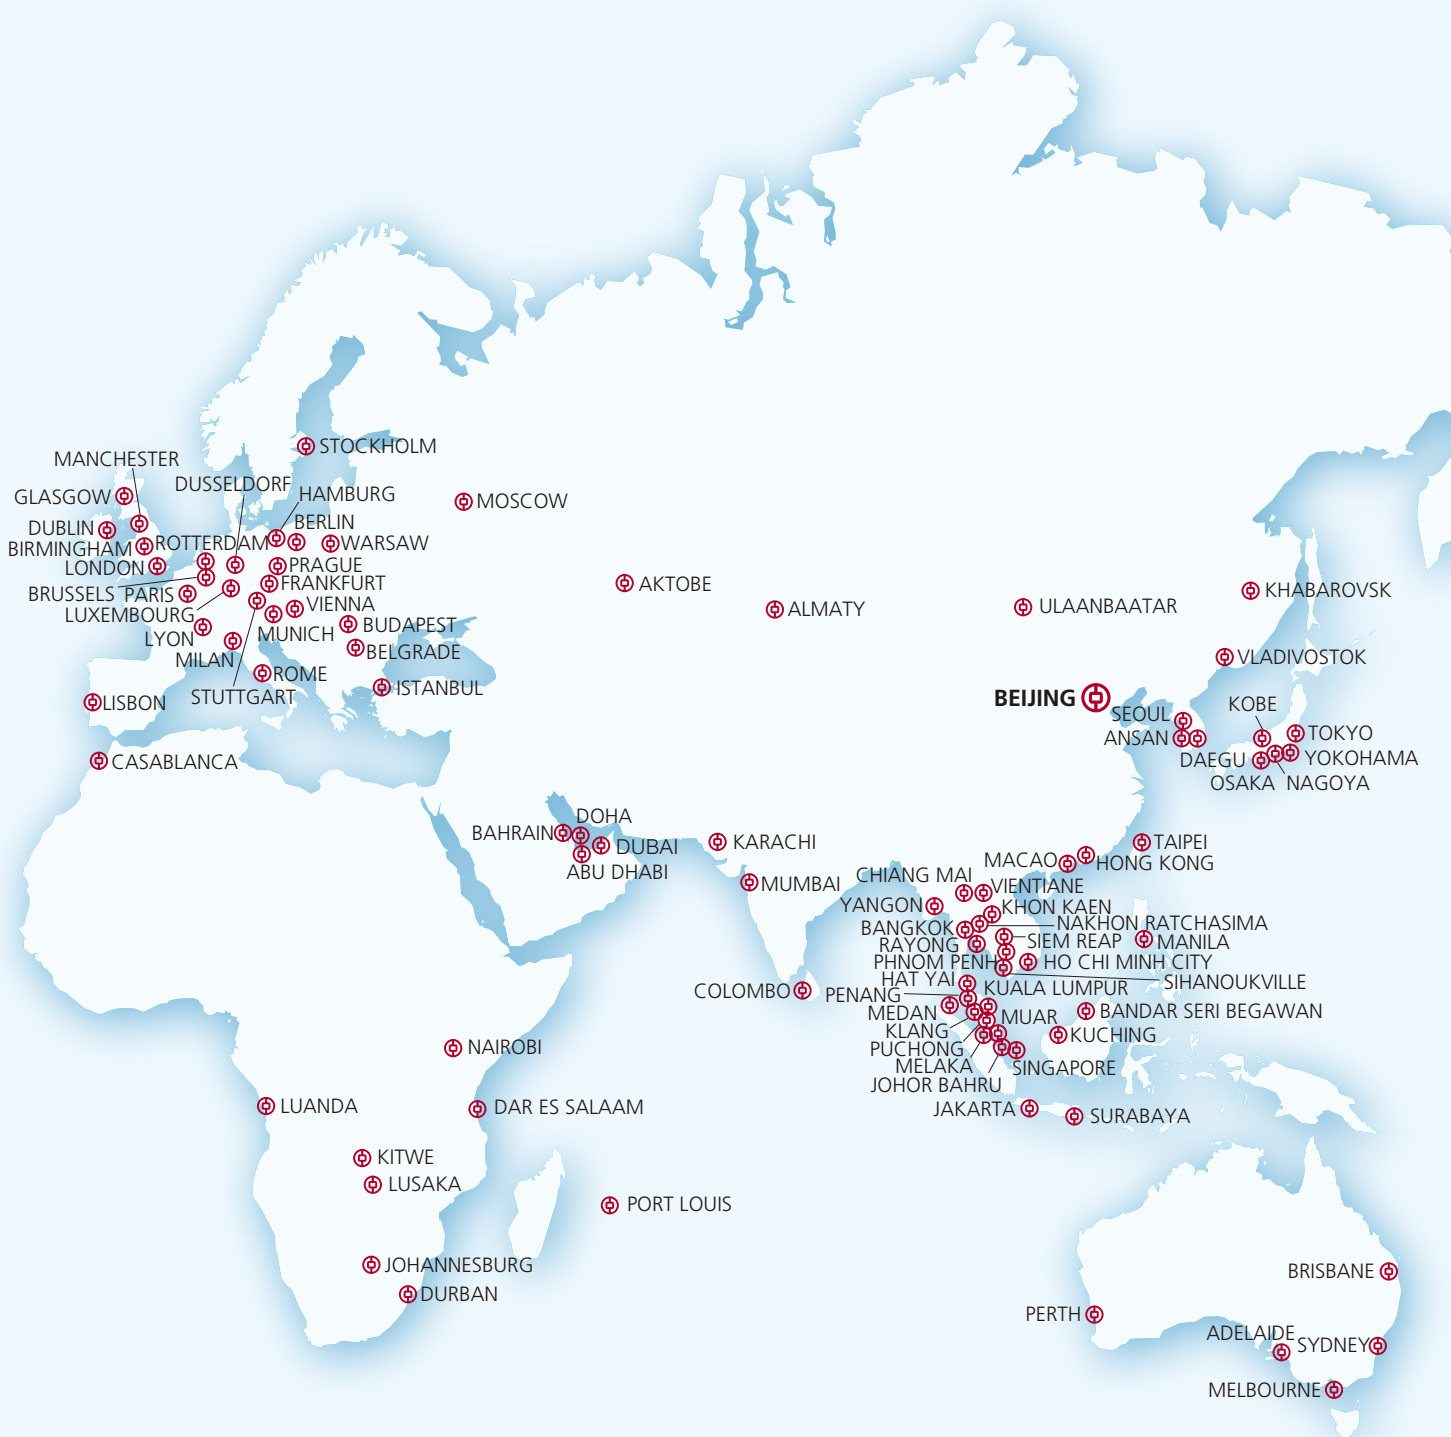 STOCKHOLM
MANCHESTER
DUSSELDORF
HAMBURG
GLASGOW
MOSCOW
BERLIN
DUBLIN
BIRMINGHAM
ROTTERDAM
WARSAW
LONDON
PRAGUE
FRANKFURT
AKTOBE
BRUSSELS
PARIS
KHABAROVSK
VIENNA
ALMATY
ULAANBAATAR
LUXEMBOURG
BUDAPEST
MUNICH
LYON
BELGRADE
MILAN
VLADIVOSTOK
ROME
STUTTGART
ISTANBUL
LISBON
BEIJING
KOBE
SEOUL
TOKYO
ANSAN
CASABLANCA
DAEGU
YOKOHAMA
OSAKA
NAGOYA
DOHA
BAHRAIN
DUBAI
KARACHI
TAIPEI
ABU DHABI
MACAO
HONG KONG
CHIANG MAI
MUMBAI
VIENTIANE
YANGON
KHON KAEN
NAKHON RATCHASIMA
BANGKOK
RAYONG
SIEM REAP
MANILA
PHNOM PENH
HO CHI MINH CITY
HAT YAI
SIHANOUKVILLE
COLOMBO
PENANG
KUALA LUMPUR
MEDAN
MUAR
BANDAR SERI BEGAWAN
KLANG
KUCHING
PUCHONG
NAIROBI
MELAKA
SINGAPORE
JOHOR BAHRU
LUANDA
DAR ES SALAAM
JAKARTA
SURABAYA
KITWE
LUSAKA
PORT LOUIS
JOHANNESBURG
BRISBANE
DURBAN
PERTH
ADELAIDE
SYDNEY
MELBOURNE